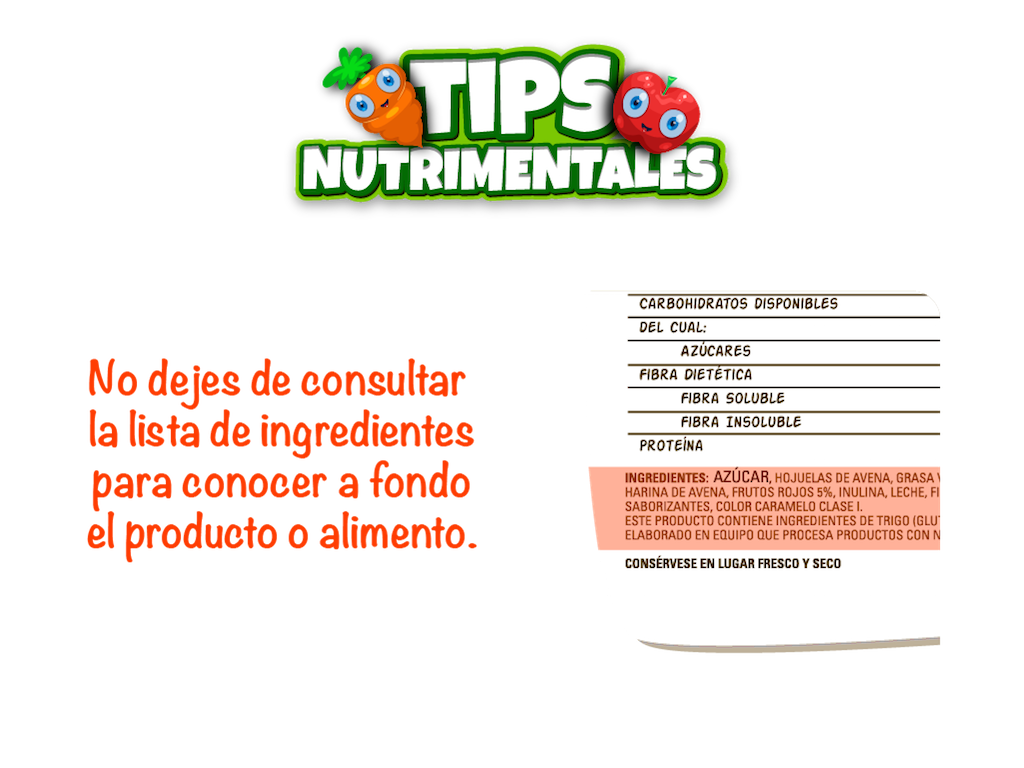 TIPS
NUTRIMENTALES
No dejes de consultar
la lista de ingredientes
para conocer a fondo
el producto o alimento.
CARBOHIDRATOS DISPONIBLES
DEL CUAL:
AZÚCARES
FIBRA DIETÉTICA
FIBRA SOLUBLE
FIBRA INSOLUBLE
PROTEÍNA
INGREDIENTES: AZÚCAR, HOJUELAS DE AVENA, GRASA
HARINA DE AVENA, FRUTOS ROJOS 5%, INULINA, LECHE,
SABORIZANTES, COLOR CARAMELO CLASE I.
ESTE PRODUCTO CONTIENE INGREDIENTES DE TRIGO
ELABORADO EN EQUIPO QUE PROCESA PRODUCTOS CON
CONSÉRVESE EN LUGAR FRESCO Y SECO